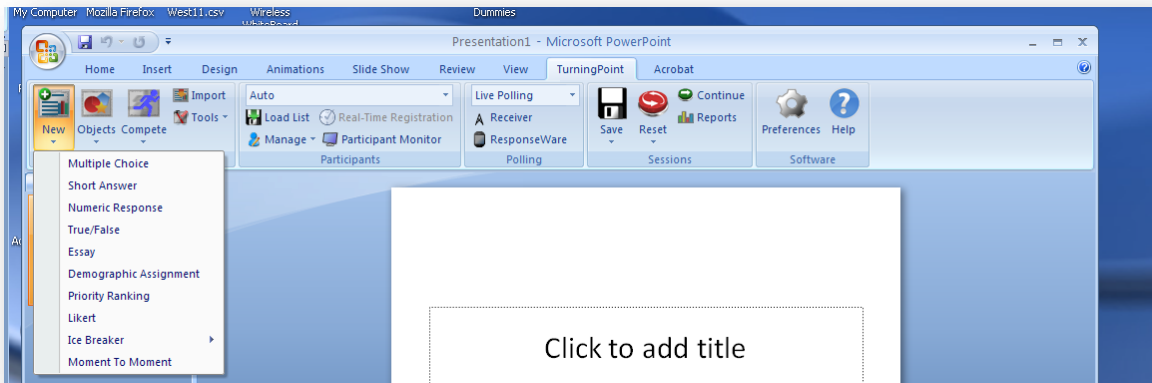 My Computer Mozilla Firefox West11.csv Wireless Dummies
WhiteBoard
Presentation1 - Microsoft PowerPoint
Home Insert Design Animations Slide Show Review View TurningPoint Acrobat
New Objects Compete
Import
Tools
Auto
Load List Real-Time Registration
Manage Participant Monitor
Participants
Live Polling
Receiver
ResponseWare
Polling
Save Reset
Continue
Reports
Sessions
Preferences Help
Software
Multiple Choice
Short Answer
Numeric Response
True/False
Essay
Demographic Assignment
Priority Ranking
Likert
Ice Breaker
Moment To Moment
Click to add title